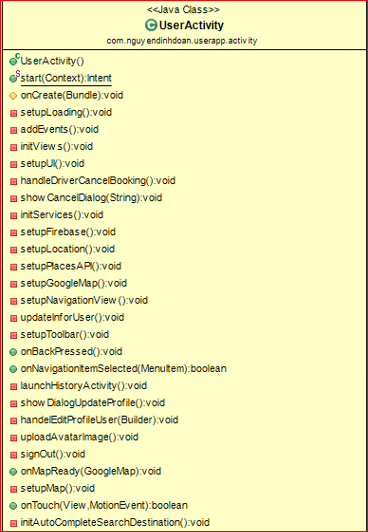 <<Java Class>>
UserActivity
com.nguyendinhdoan.userapp.activity
UserActivity()
start(Context):Intent
onCreate(Bundle):void
setupLoading():void
addEvents():void
initViews():void
setupUI():void
handleDriverCancelBooking():void
showCancelDialog(String):void
initServices():void
setupFirebase():void
setupLocation():void
setupPlacesAPI():void
setupGoogleMap():void
setupNavigationView():void
updateInforUser():void
setupToolbar():void
onBackPressed():void
onNavigationItemSelected(MenuItem):boolean
launchHistoryActivity():void
showDialogUpdateProfile():void
handelEditProfileUser(Builder):void
uploadAvatarImage():void
signOut():void
onMapReady(GoogleMap):void
setupMap():void
onTouch(View,MotionEvent):boolean
initAutoCompleteSearchDestination():void